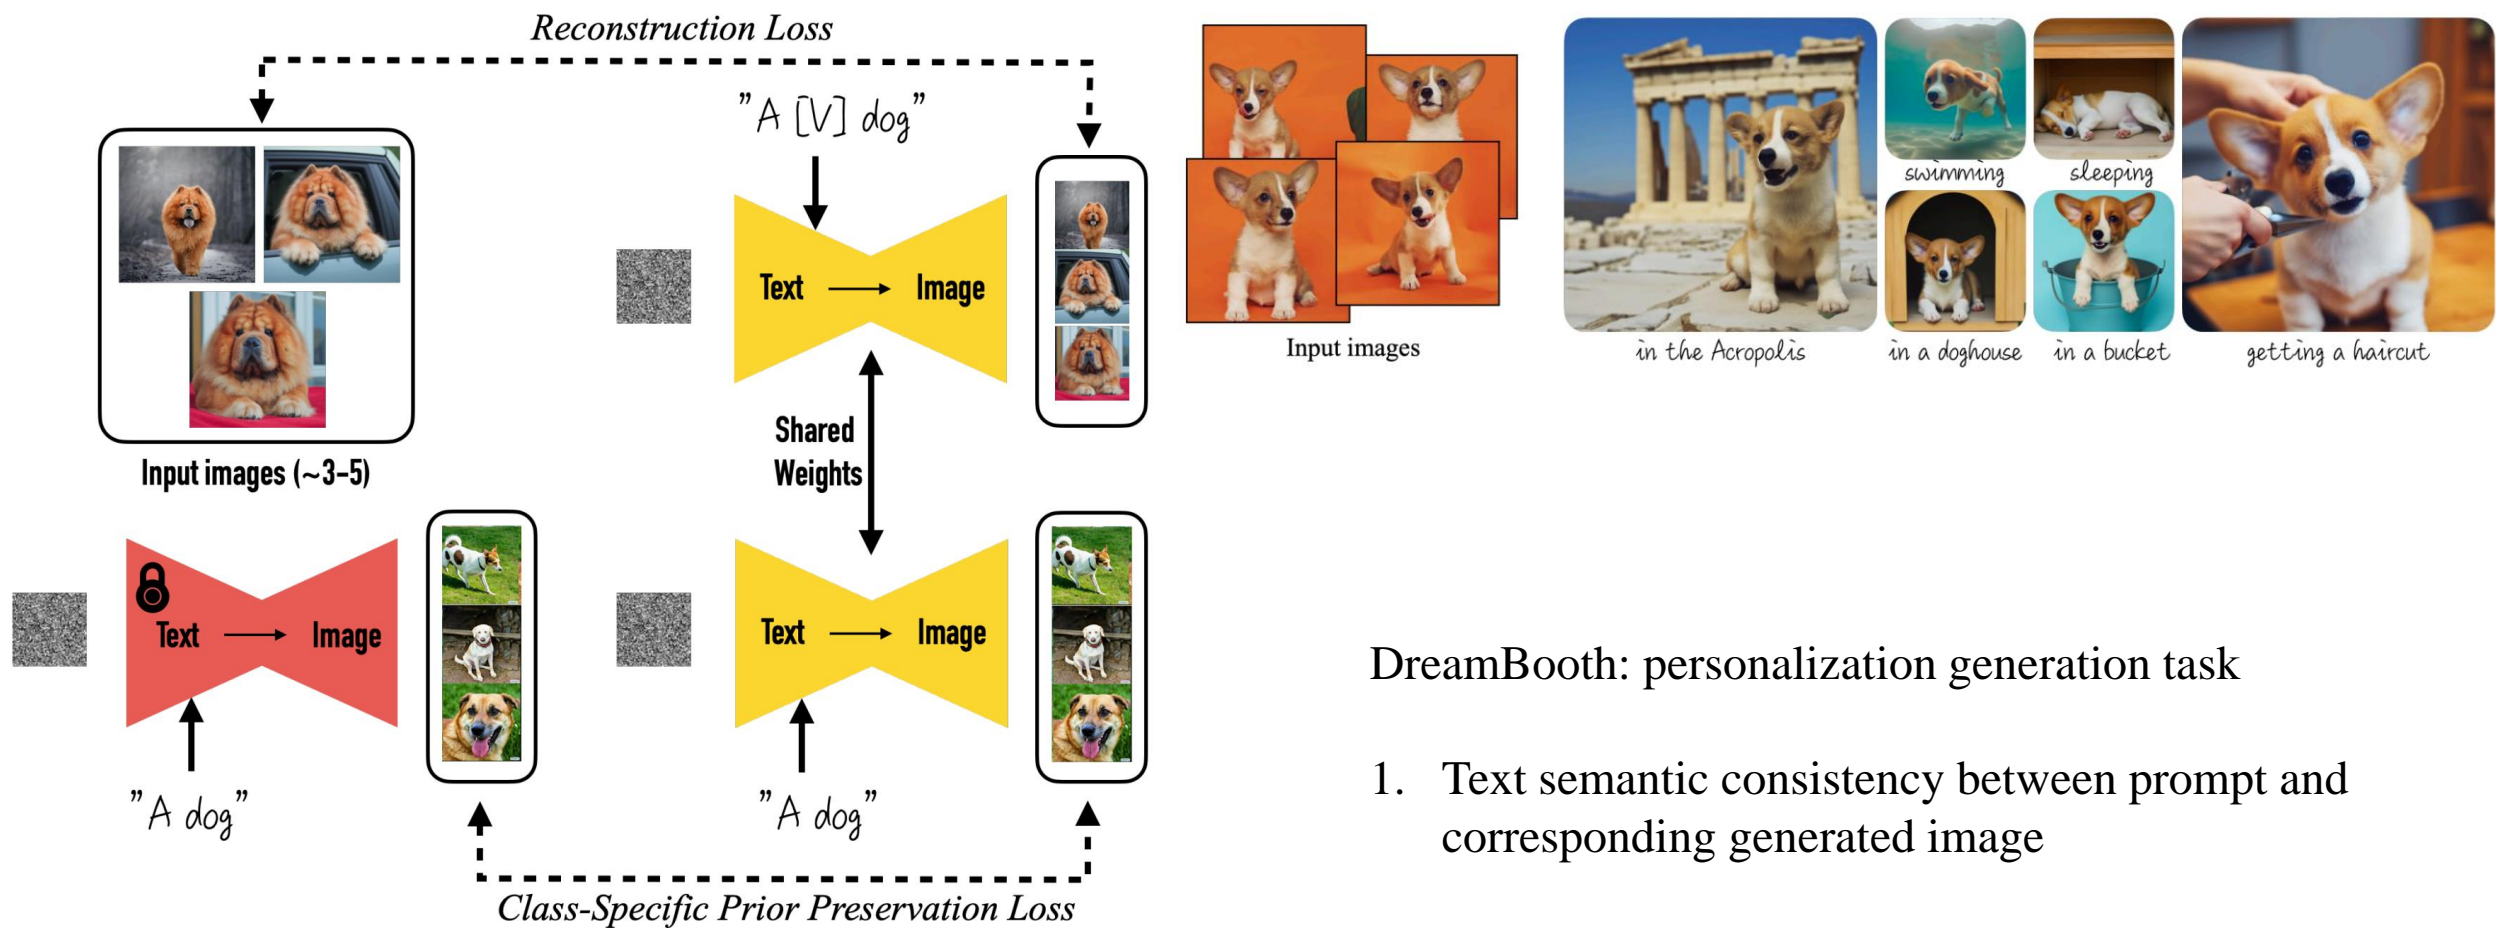 Reconstruction Loss
"A [V] dog"
Text → Image
Input images (~3-5)
Shared
Weights
Text → Image
"A dog"
Text → Image
"A dog"
Class-Specific Prior Preservation Loss
Input images
in the Acropolis
swimming
sleeping
in a doghouse
in a bucket
getting a haircut
DreamBooth: personalization generation task
1. Text semantic consistency between prompt and
corresponding generated image